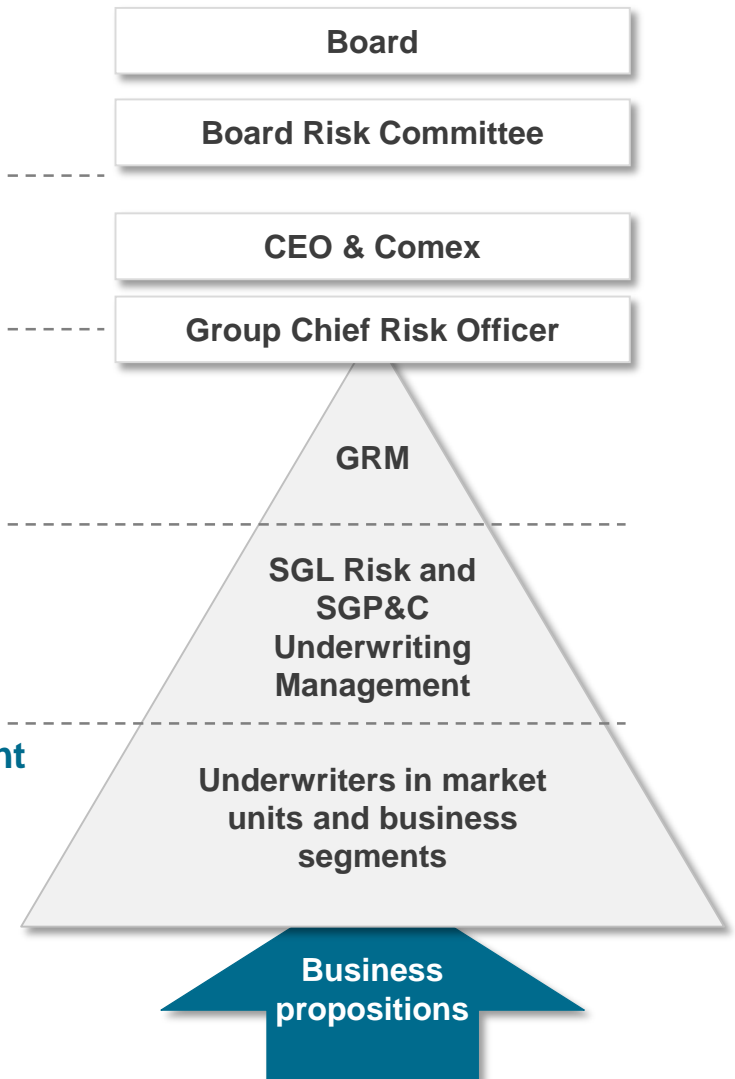 Board
Board Risk Committee
CEO & Comex
Group Chief Risk Officer
GRM
SGL Risk and
SGP&C
Underwriting
Management
nt
Underwriters in market
units and business
segments
Business
propositions